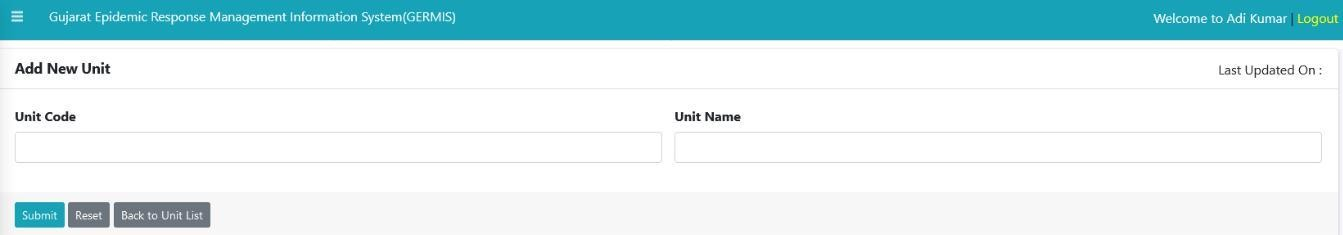 Gujarat Epidemic Response Management Information System(GERMIS)
Welcome to Adi Kumar | Logout
Add New Unit
Last Updated On :
Unit Code
Unit Name
Submit Reset Back to Unit List